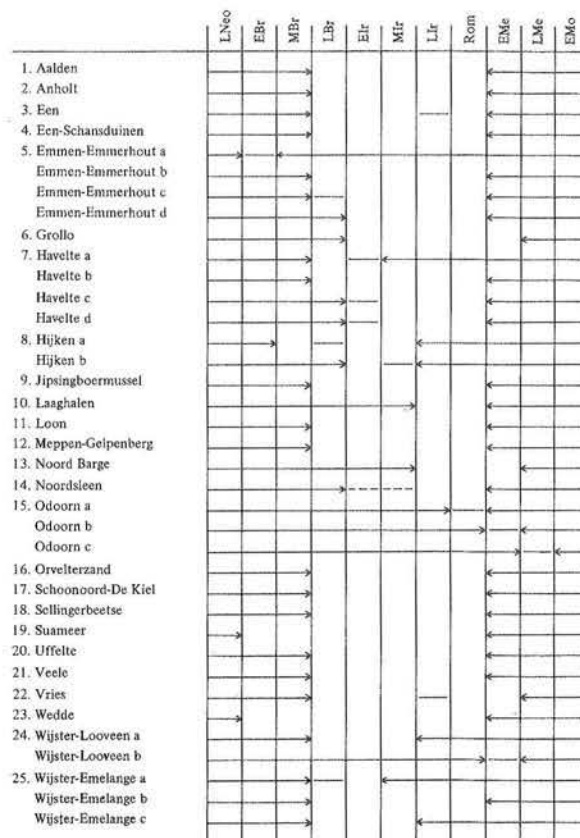 LNeo EBr MBr LBr EIr MIr LIr Rom EMe LMe EMo
1. Aalden
2. Anholt
3. Een
4. Een-Schansduinen
5. Emmen-Emmerhout a
Emmen-Emmerhout b
Emmen-Emmerhout c
Emmen-Emmerhout d
6. Grollo
7. Havelte a
Havelte b
Havelte c
Havelte d
8. Hijken a
Hijken b
9. Jipsingboermussel
10. Laaghalen
11. Loon
12. Meppen-Gelpenberg
13. Noord Barge
14. Noordsleen
15. Odoorn a
Odoorn b
Odoorn c
16. Orvelterzand
17. Schoonoord-De Kiel
18. Sellingerbeetse
19. Suameer
20. Uffelte
21. Veele
22. Vries
23. Wedde
24. Wijster-Looveen a
Wijster-Looveen b
25. Wijster-Emelange a
Wijster-Emelange b
Wijster-Emelange c